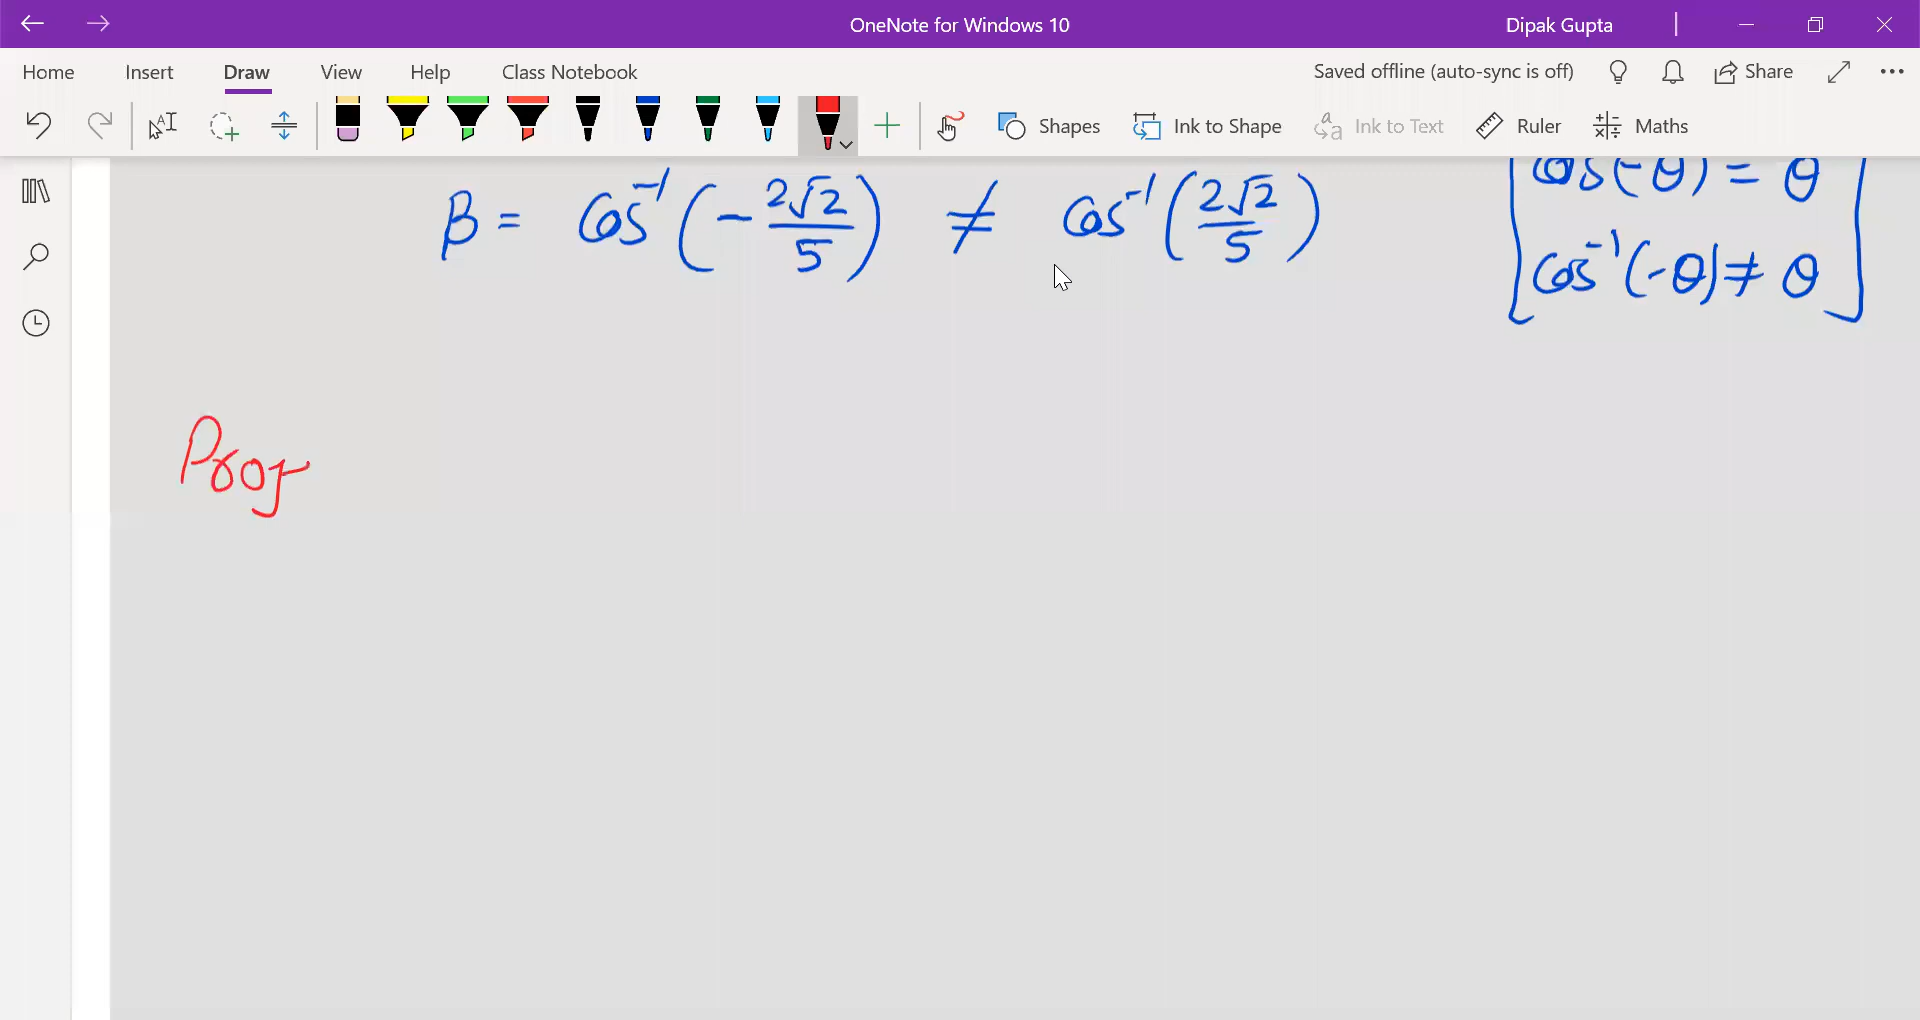 OneNote for Windows 10
Dipak Gupta
Home Insert Draw View Help Class Notebook
Saved offline (auto-sync is off) Share
Shapes Ink to Shape Ink to Text Ruler Maths
β = Cos⁻¹(-2√2/5) ≠ Cos⁻¹(2√2/5)
Cos(-θ) = θ
Cos⁻¹(-θ) ≠ θ
Prof